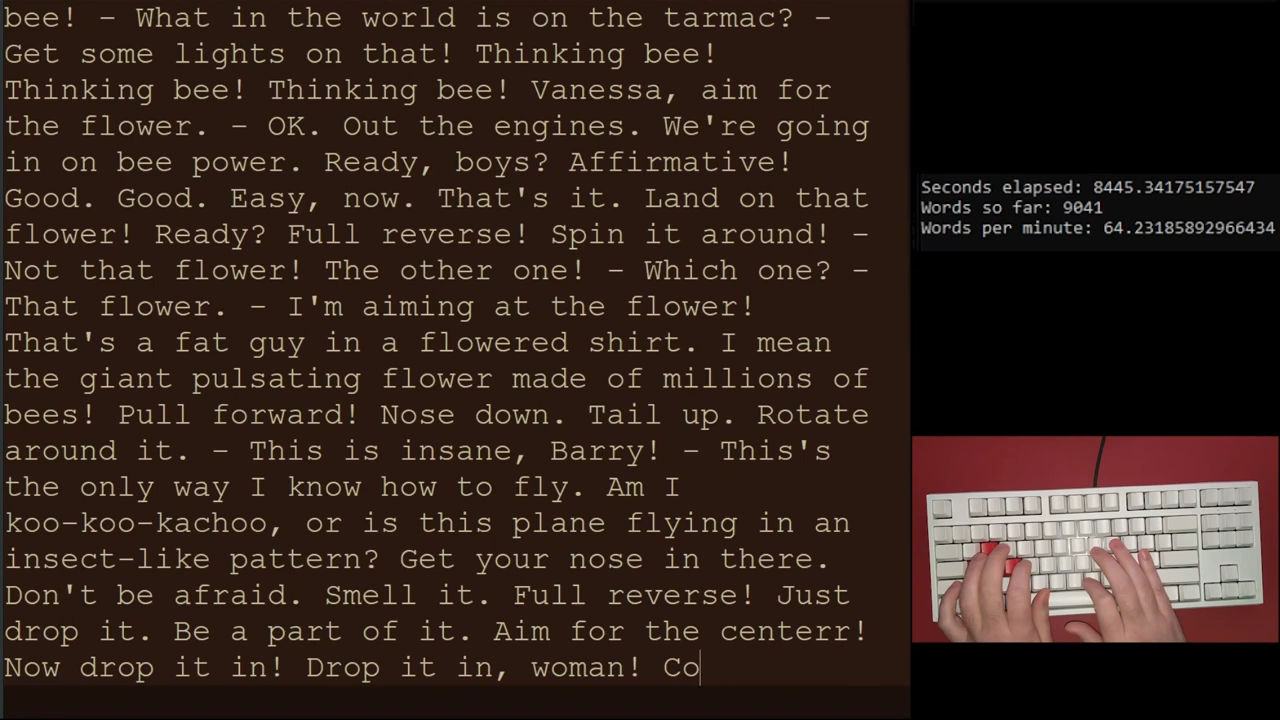 bee! - What in the world is on the tarmac? -
Get some lights on that! Thinking bee!
Thinking bee! Thinking bee! Vanessa, aim for
the flower. - OK. Out the engines. We're going
in on bee power. Ready, boys? Affirmative!
Good. Good. Easy, now. That's it. Land on that
flower! Ready? Full reverse! Spin it around! -
Not that flower! The other one! - Which one? -
That flower. - I'm aiming at the flower!
That's a fat guy in a flowered shirt. I mean
the giant pulsating flower made of millions of
bees! Pull forward! Nose down. Tail up. Rotate
around it. - This is insane, Barry! - This's
the only way I know how to fly. Am I
koo-koo-kachoo, or is this plane flying in an
insect-like pattern? Get your nose in there.
Don't be afraid. Smell it. Full reverse! Just
drop it. Be a part of it. Aim for the centerr!
Now drop it in! Drop it in, woman! Co
Seconds elapsed: 8445.34175157547
Words so far: 9041
Words per minute: 64.23185892966434